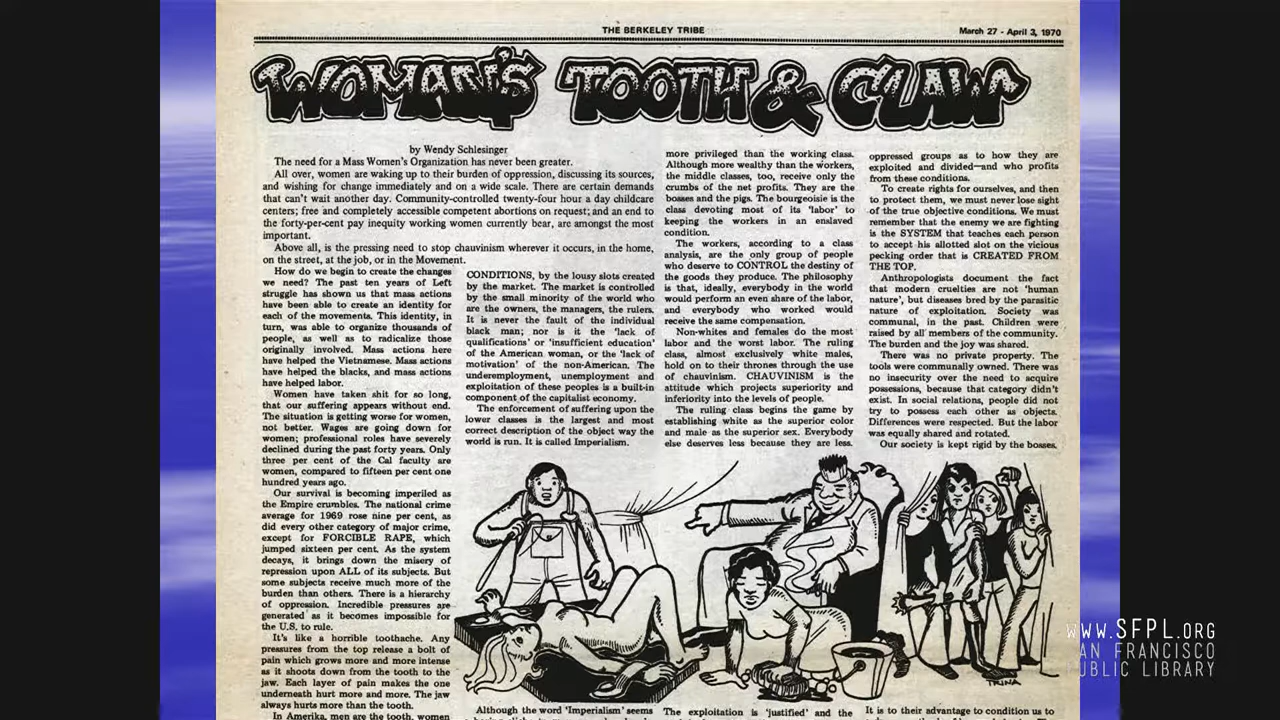 THE BERKELEY TRIBE
March 27 - April 3, 1970
WOMAN'S TOOTH & CLAW
by Wendy Schlesinger
The need for a Mass Women's Organization has never been greater.
All over, women are waking up to their burden of oppression, discussing its sources,
and wishing for change immediately and on a wide scale. There are certain demands
that can't wait another day. Community-controlled twenty-four hour a day childcare
centers; free and completely accessible competent abortions on request; and an end to
the forty-per-cent pay inequity working women currently bear, are amongst the most
important.
Above all, is the pressing need to stop chauvinism wherever it occurs, in the home,
on the street, at the job, or in the Movement.
How do we begin to create the changes
we need? The past ten years of Left
struggle has shown us that mass actions
have been able to create an identity for
each of the movements. This identity, in
turn, was able to organize thousands of
people, as well as to radicalize those
originally involved. Mass actions here
have helped the Vietnamese. Mass actions
have helped the blacks, and mass actions
have helped labor.
Women have taken shit for so long,
that our suffering appears without end.
The situation is getting worse for women,
not better. Wages are going down for
women; professional roles have severely
declined during the past forty years. Only
three per cent of the Cal faculty are
women, compared to fifteen per cent one
hundred years ago.
Our survival is becoming imperiled as
the Empire crumbles. The national crime
average for 1969 rose nine per cent, as
did every other category of major crime,
except for FORCIBLE RAPE, which
jumped sixteen per cent. As the system
decays, it brings down the misery of
repression upon ALL of its subjects. But
some subjects receive much more of the
burden than others. There is a hierarchy
of oppression. Incredible pressures are
generated as it becomes impossible for
the U.S. to rule.
It's like a horrible toothache. Any
pressures from the top release a bolt of
pain which grows more and more intense
as it shoots down from the tooth to the
jaw. Each layer of pain makes the one
underneath hurt more and more. The jaw
always hurts more than the tooth.
In Amerika, men are the tooth, women
CONDITIONS, by the lousy slots created
by the market. The market is controlled
by the small minority of the world who
are the owners, the managers, the rulers.
It is never the fault of the individual
black man; nor is it the 'lack of
qualifications' or 'insufficient education'
of the American woman, or the 'lack of
motivation' of the non-American. The
underemployment, unemployment and
exploitation of these peoples is a built-in
component of the capitalist economy.
The enforcement of suffering upon the
lower classes is the largest and most
correct description of the object way the
world is run. It is called Imperialism.
Although the word 'Imperialism' seems
more privileged than the working class.
Although more wealthy than the workers,
the middle classes, too, receive only the
crumbs of the net profits. They are the
bosses and the pigs. The bourgeoisie is the
class devoting most of its 'labor' to
keeping the workers in an enslaved
condition.
The workers, according to a class
analysis, are the only group of people
who deserve to CONTROL the destiny of
the goods they produce. The philosophy
is that, ideally, everybody in the world
would perform an even share of the labor,
and everybody who worked would
receive the same compensation.
Non-whites and females do the most
labor and the worst labor. The ruling
class, almost exclusively white males,
hold on to their thrones through the use
of chauvinism. CHAUVINISM is the
attitude which projects superiority and
inferiority into the levels of people.
The ruling class begins the game by
establishing white as the superior color
and male as the superior sex. Everybody
else deserves less because they are less.
The exploitation is 'justified' and the
oppressed groups as to how they are
exploited and divided—and who profits
from these conditions.
To create rights for ourselves, and then
to protect them, we must never lose sight
of the true objective conditions. We must
remember that the enemy we are fighting
is the SYSTEM that teaches each person
to accept his allotted slot on the vicious
pecking order that is CREATED FROM
THE TOP.
Anthropologists document the fact
that modern cruelties are not 'human
nature', but diseases bred by the parasitic
nature of exploitation. Society was
communal, in the past. Children were
raised by all members of the community.
The burden and the joy was shared.
There was no private property. The
tools were communally owned. There was
no insecurity over the need to acquire
possessions, because that category didn't
exist. In social relations, people did not
try to possess each other as objects.
Differences were respected. But the labor
was equally shared and rotated.
Our society is kept rigid by the bosses.
It is to their advantage to condition us to
TRINA
WWW.SFPL.ORG
SAN FRANCISCO
PUBLIC LIBRARY